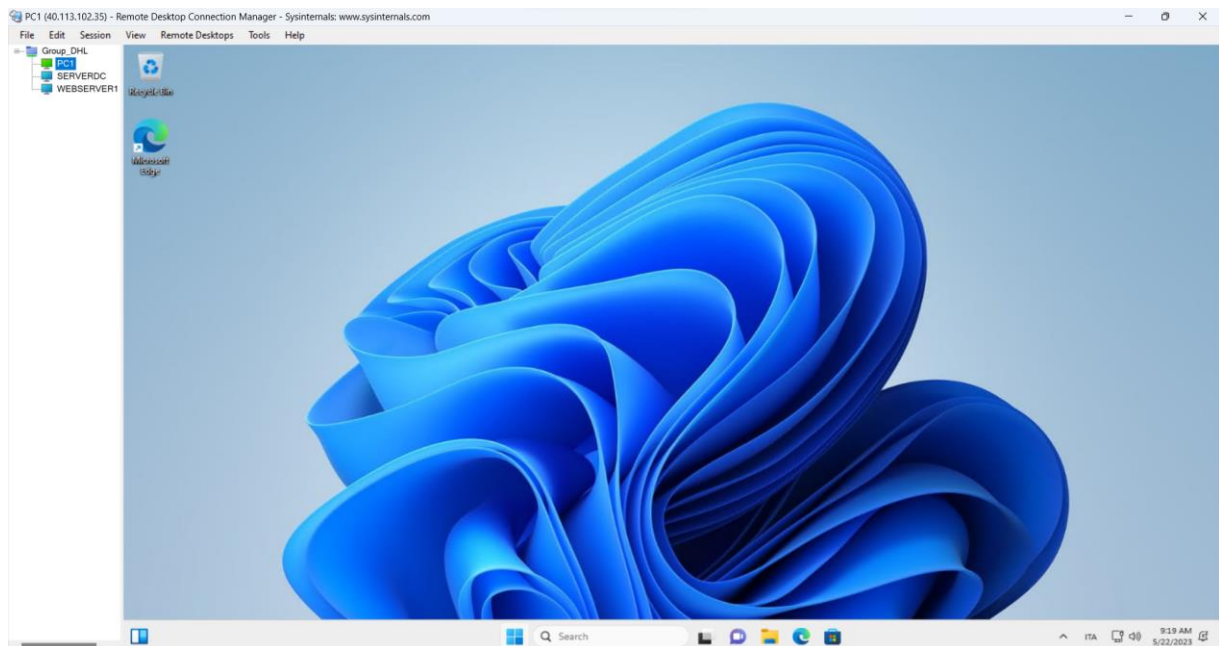 PC1 (40.113.102.35) - Remote Desktop Connection Manager - Sysinternals: www.sysinternals.com
File Edit Session View Remote Desktops Tools Help
Group_DHL
PC1
SERVERDC
WEBSERVER1
Recycle Bin
Microsoft
Edge
Search
ITA
9:19 AM
5/22/2023